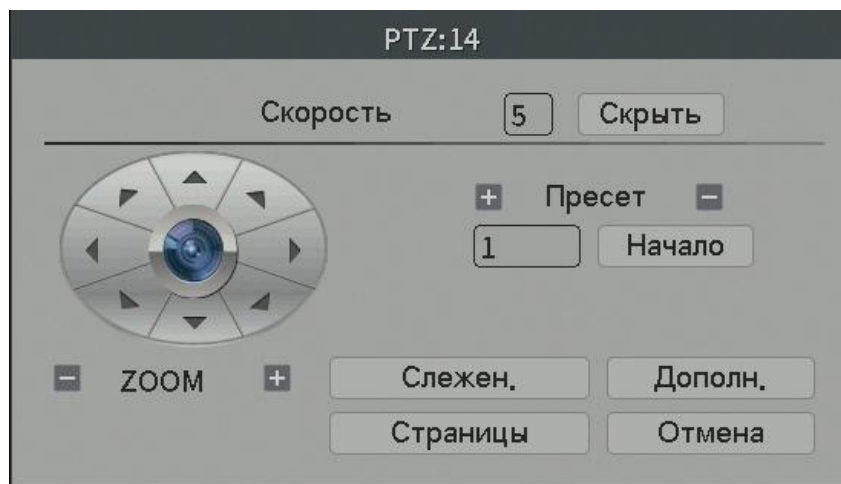 PTZ:14
Скорость 5 Скрыть
+ Пресет -
1 Начало
- ZOOM + Слежен. Дополн.
Страницы Отмена